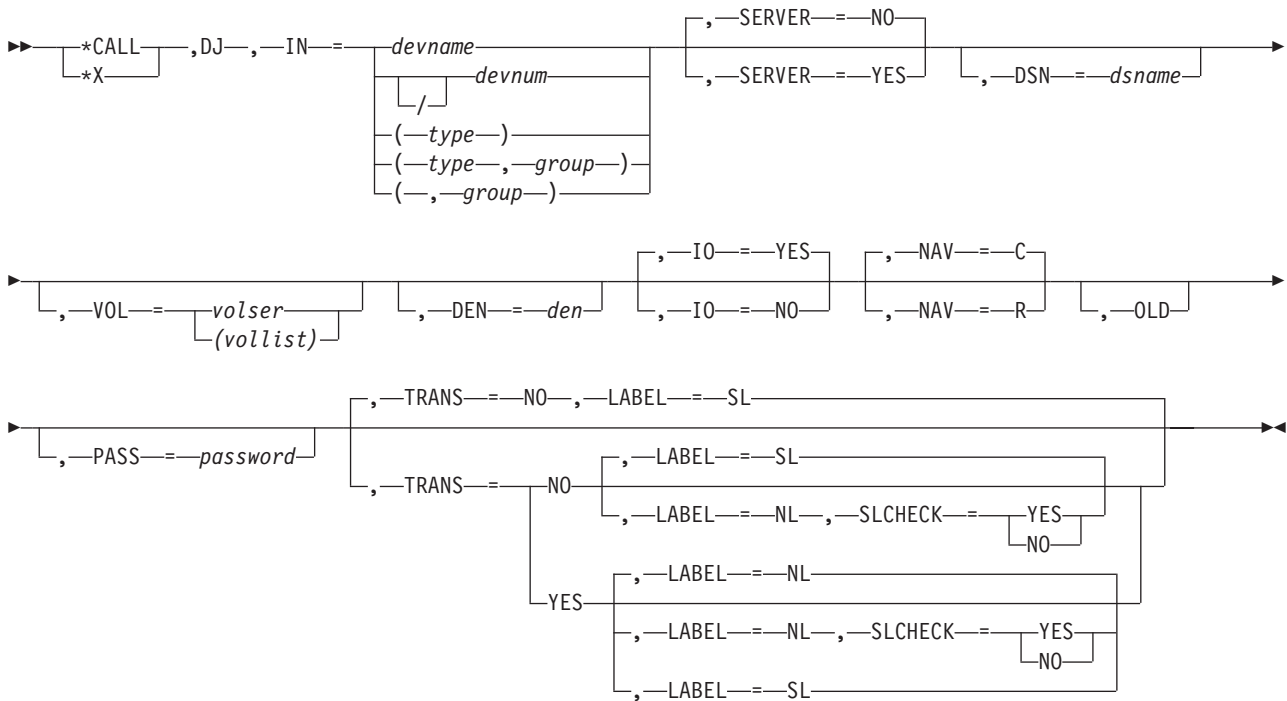 , SERVER = NO
*CALL ,DJ , IN = devname
*X , SERVER = YES , DSN = dsname
/ devnum
( type )
( type , group )
( , group )
, IO = YES , NAV = C
, VOL = volser , DEN = den , IO = NO , NAV = R , OLD
(vollist)
, TRANS = NO , LABEL = SL
, PASS = password
, LABEL = SL
, TRANS = NO
, LABEL = NL , SLCHECK = YES
NO
, LABEL = NL
YES
, LABEL = NL , SLCHECK = YES
NO
, LABEL = SL